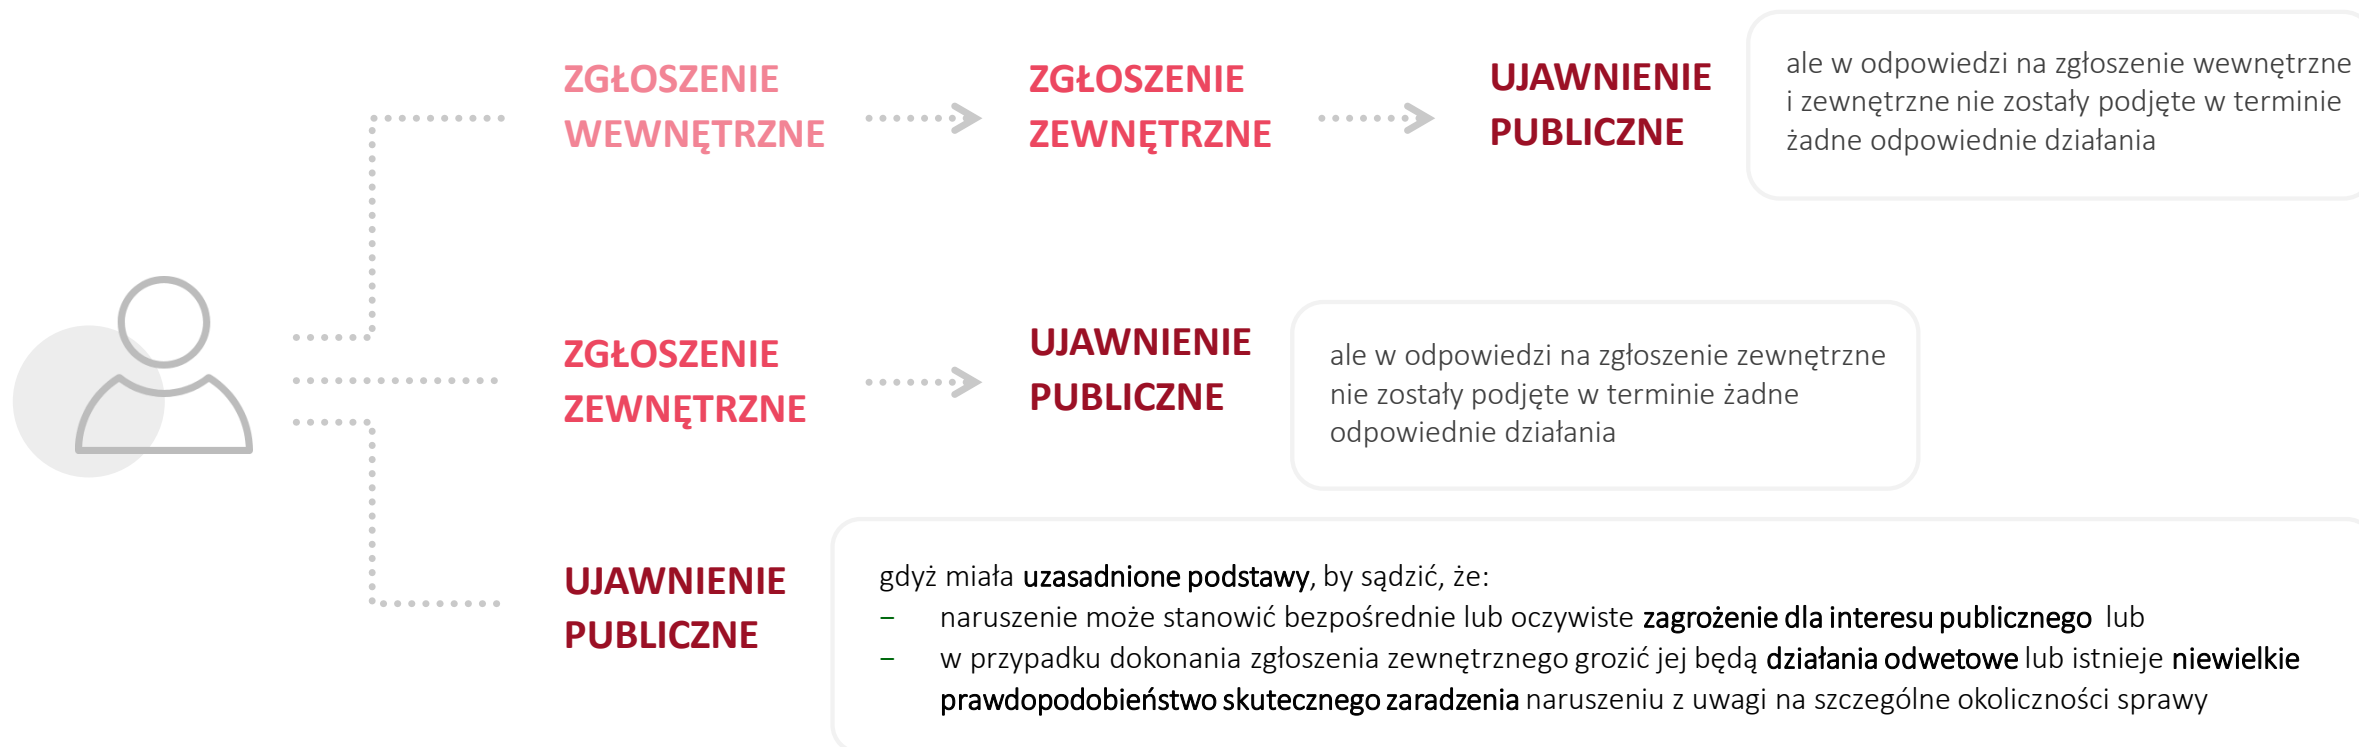 ZGŁOSZENIE
WEWNĘTRZNE
ZGŁOSZENIE
ZEWNĘTRZNE
UJAWNIENIE
PUBLICZNE
ale w odpowiedzi na zgłoszenie wewnętrzne
i zewnętrzne nie zostały podjęte w terminie
żadne odpowiednie działania
ZGŁOSZENIE
ZEWNĘTRZNE
UJAWNIENIE
PUBLICZNE
ale w odpowiedzi na zgłoszenie zewnętrzne
nie zostały podjęte w terminie żadne
odpowiednie działania
UJAWNIENIE
PUBLICZNE
gdyż miała uzasadnione podstawy, by sądzić, że:
– naruszenie może stanowić bezpośrednie lub oczywiste zagrożenie dla interesu publicznego lub
– w przypadku dokonania zgłoszenia zewnętrznego grozić jej będą działania odwetowe lub istnieje niewielkie
prawdopodobieństwo skutecznego zaradzenia naruszeniu z uwagi na szczególne okoliczności sprawy